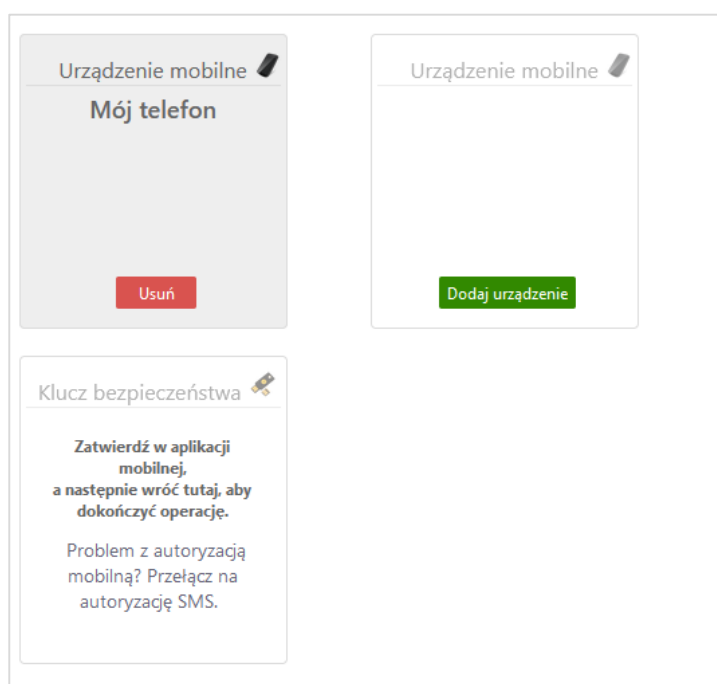 Urządzenie mobilne
Mój telefon
Usuń
Urządzenie mobilne
Dodaj urządzenie
Klucz bezpieczeństwa
Zatwierdź w aplikacji
mobilnej,
a następnie wróć tutaj, aby
dokończyć operację.
Problem z autoryzacją
mobilną? Przełącz na
autoryzację SMS.